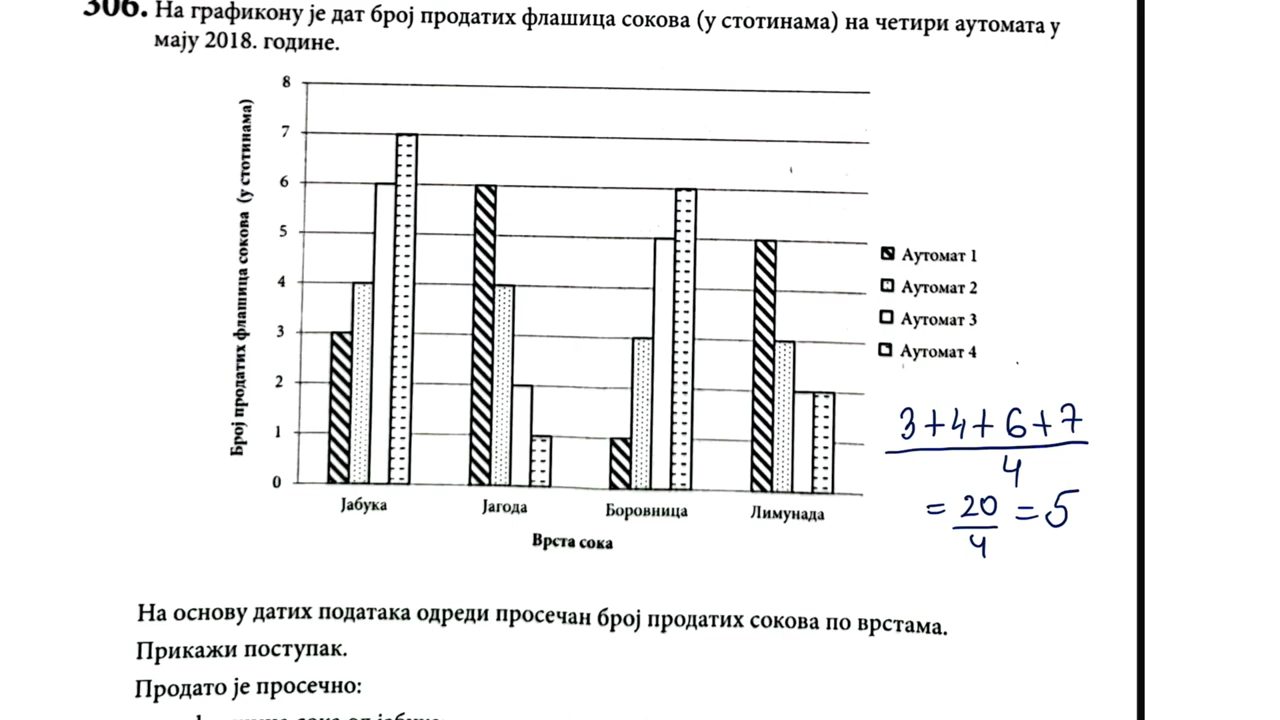 306. На графикону је дат број продатих флашица сокова (у стотинама) на четири аутомата у
мају 2018. године.
Број продатих флашица сокова (у стотинама)
8
7
6
5
4
3
2
1
0
Јабука
Јагода
Боровница
Лимунада
Врста сока
Аутомат 1
Аутомат 2
Аутомат 3
Аутомат 4
3+4+6+7
4
= 20 = 5
4
На основу датих података одреди просечан број продатих сокова по врстама.
Прикажи поступак.
Продато је просечно: